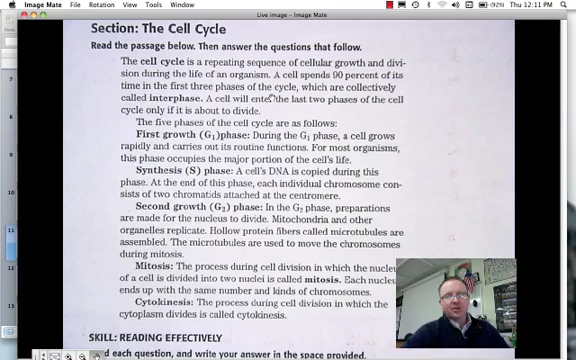 Image Mate File Edit View Rotation Tools Help (92%) Thu 12:11 PM
Live image - Image Mate
Section: The Cell Cycle
Read the passage below. Then answer the questions that follow.
The cell cycle is a repeating sequence of cellular growth and divi-
sion during the life of an organism. A cell spends 90 percent of its
time in the first three phases of the cycle, which are collectively
called interphase. A cell will enter the last two phases of the cell
cycle only if it is about to divide.
The five phases of the cell cycle are as follows:
First growth (G1)phase: During the G1 phase, a cell grows
rapidly and carries out its routine functions. For most organisms,
this phase occupies the major portion of the cell's life.
Synthesis (S) phase: A cell's DNA is copied during this
phase. At the end of this phase, each individual chromosome con-
sists of two chromatids attached at the centromere.
Second growth (G2) phase: In the G2 phase, preparations
are made for the nucleus to divide. Mitochondria and other
organelles replicate. Hollow protein fibers called microtubules are
assembled. The microtubules are used to move the chromosomes
during mitosis.
Mitosis: The process during cell division in which the nucleu
of a cell is divided into two nuclei is called mitosis. Each nucleu
ends up with the same number and kinds of chromosomes.
Cytokinesis: The process during cell division in which the
cytoplasm divides is called cytokinesis.
SKILL: READING EFFECTIVELY
d each question, and write your answer in the space provided.
7
8
9
10
11
12
13